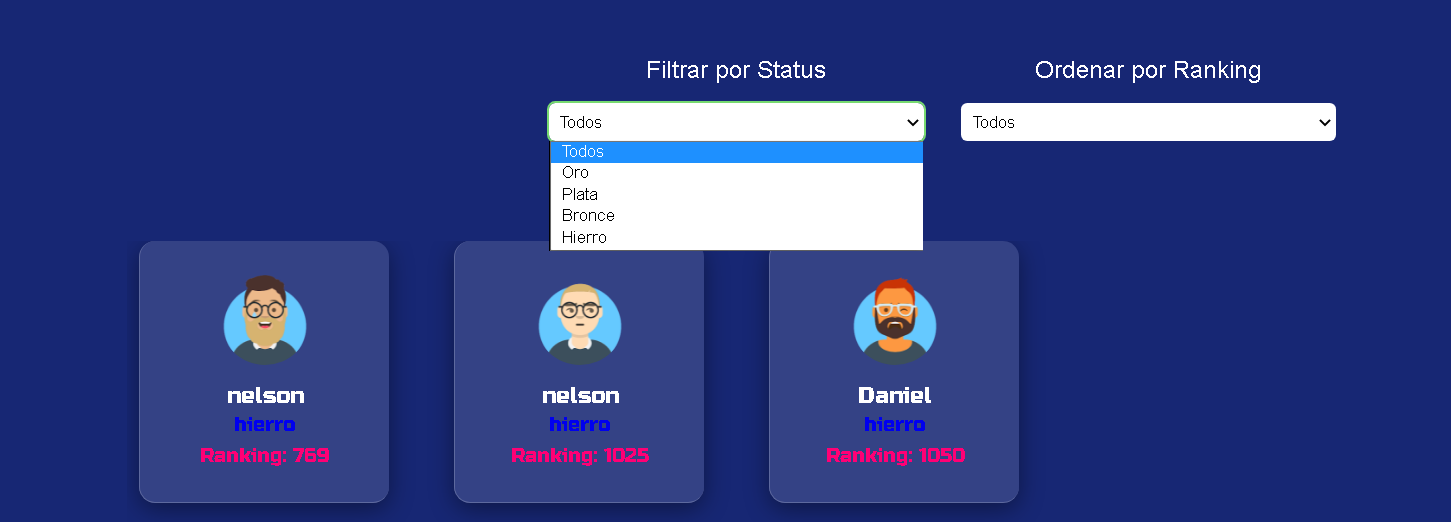 Filtrar por Status
Ordenar por Ranking
Todos
Todos
Todos
Oro
Plata
Bronce
Hierro
nelson
hierro
Ranking: 769
nelson
hierro
Ranking: 1025
Daniel
hierro
Ranking: 1050